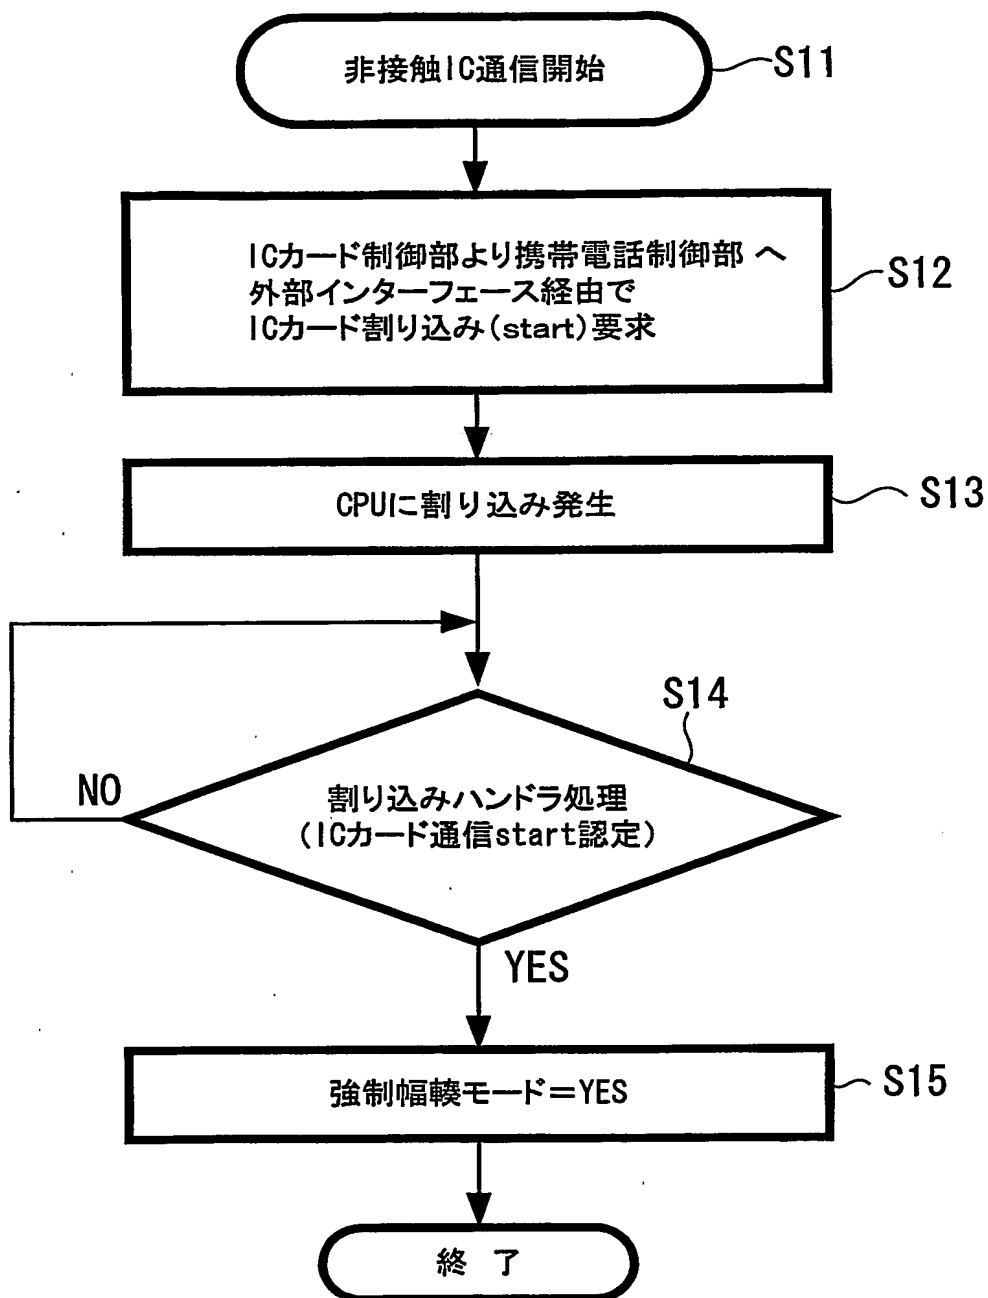 非接触IC通信開始
S11
ICカード制御部より携帯電話制御部へ
外部インターフェース経由で
ICカード割り込み(start)要求
S12
CPUに割り込み発生
S13
S14
割り込みハンドラ処理
(ICカード通信start認定)
NO
YES
強制幅輳モード=YES
S15
終 了